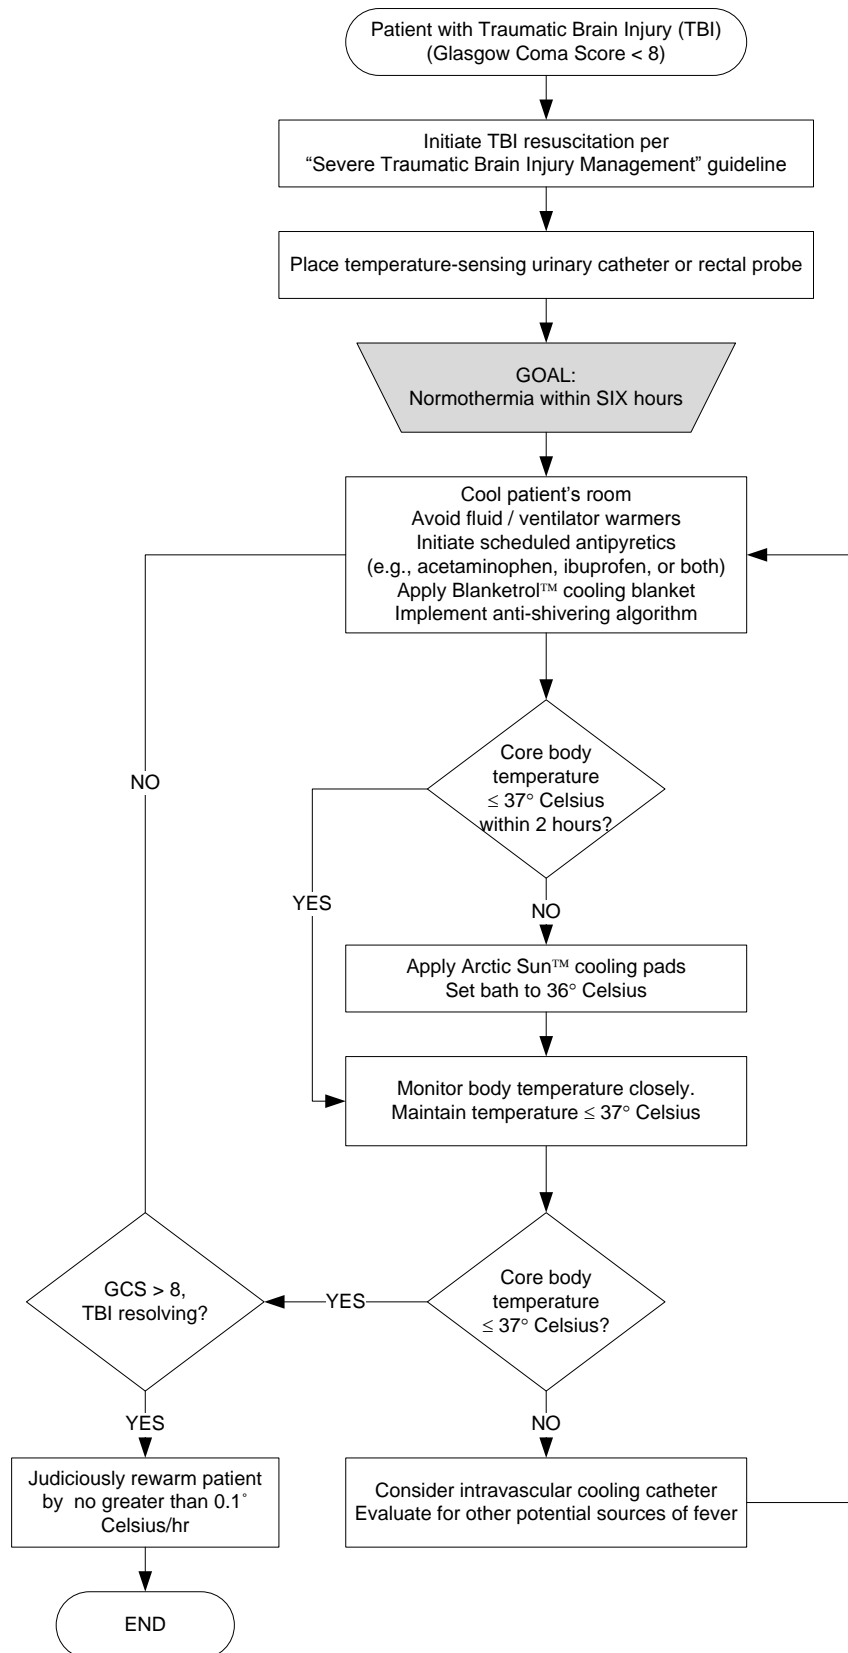 Patient with Traumatic Brain Injury (TBI)
(Glasgow Coma Score < 8)
Initiate TBI resuscitation per
“Severe Traumatic Brain Injury Management” guideline
Place temperature-sensing urinary catheter or rectal probe
GOAL:
Normothermia within SIX hours
Cool patient's room
Avoid fluid / ventilator warmers
Initiate scheduled antipyretics
(e.g., acetaminophen, ibuprofen, or both)
Apply Blanketrol™ cooling blanket
Implement anti-shivering algorithm
NO
Core body
temperature
≤ 37° Celsius
within 2 hours?
YES
NO
Apply Arctic Sun™ cooling pads
Set bath to 36° Celsius
Monitor body temperature closely.
Maintain temperature ≤ 37° Celsius
GCS > 8,
TBI resolving?
YES
Core body
temperature
≤ 37° Celsius?
YES
NO
Judiciously rewarm patient
by no greater than 0.1˚
Celsius/hr
Consider intravascular cooling catheter
Evaluate for other potential sources of fever
END